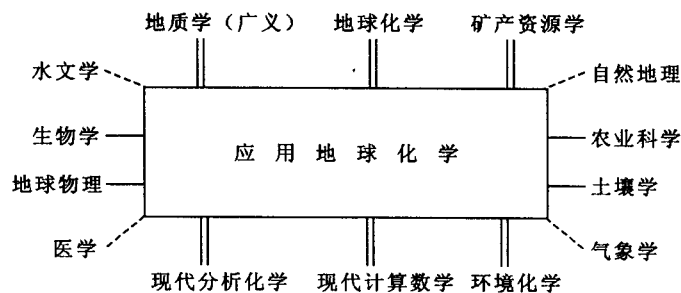 地质学（广义） 地球化学 矿产资源学
水文学 自然地理
生物学 农业科学
应用地球化学
地球物理 土壤学
医学 气象学
现代分析化学 现代计算数学 环境化学